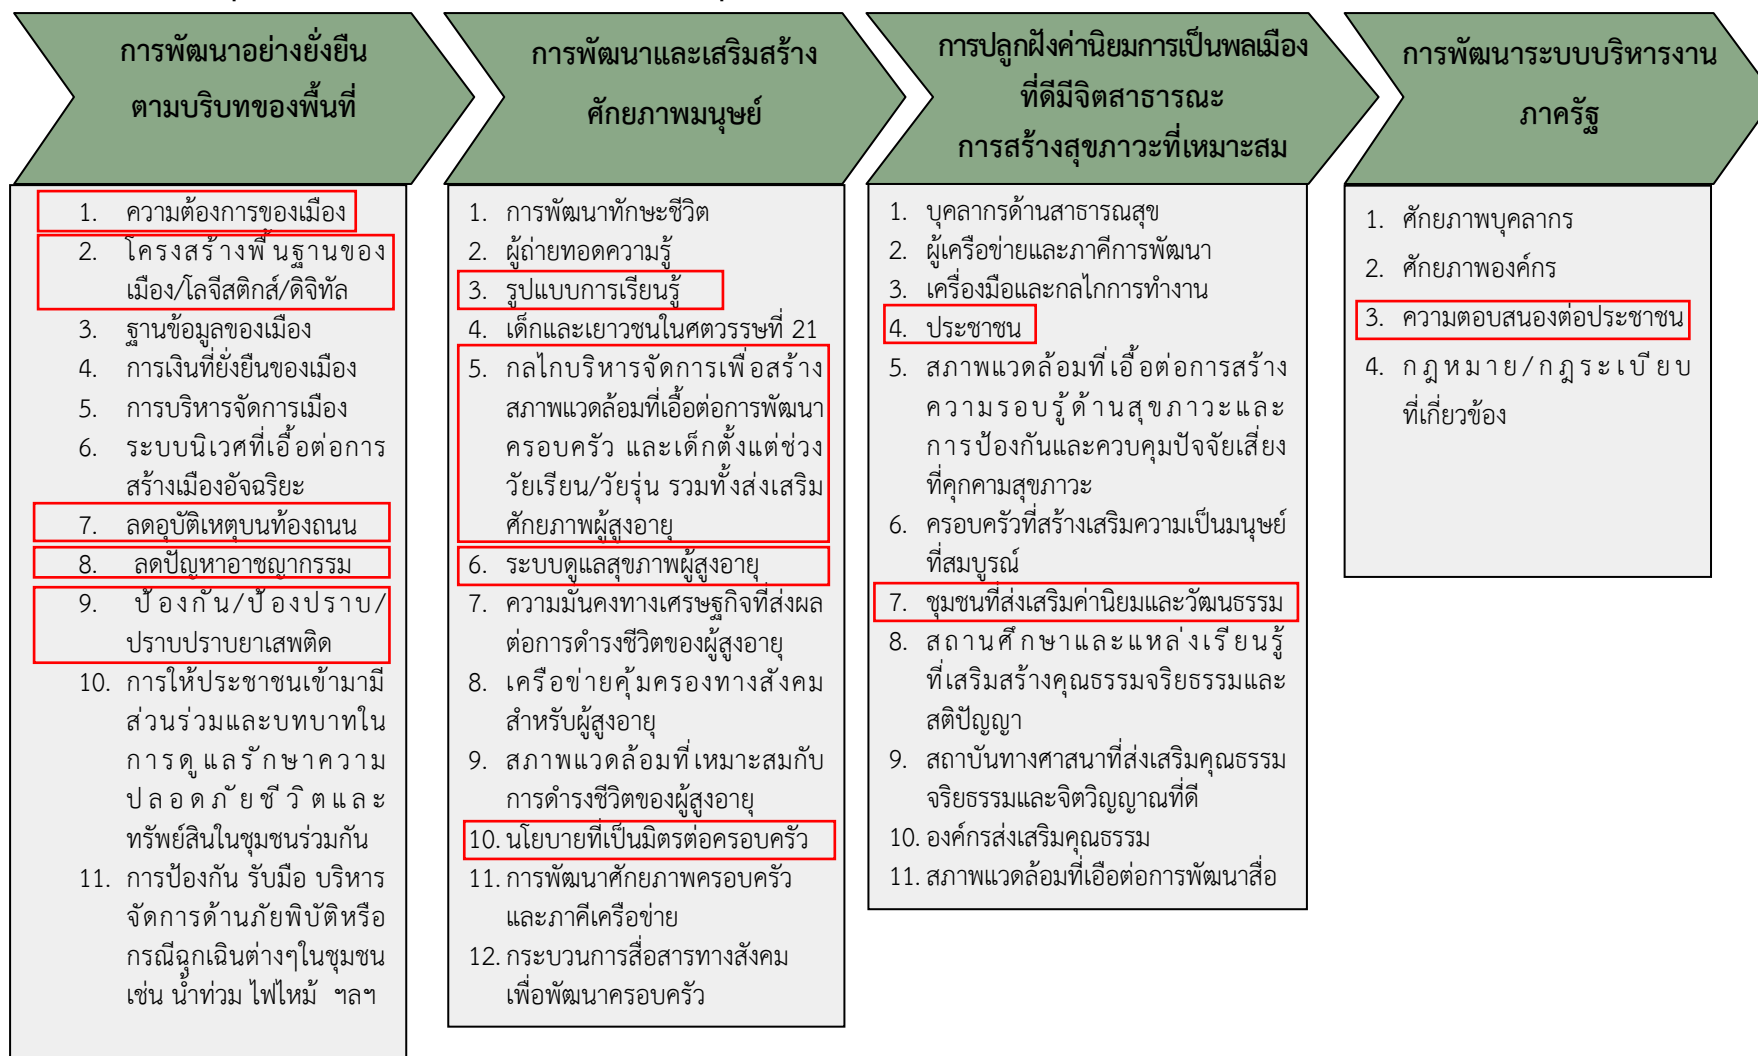 การพัฒนาอย่างยั่งยืน
ตามบริบทของพื้นที่
1. ความต้องการของเมือง
2. โครงสร้างพื้นฐานของ
เมือง/โลจีสติกส์/ดิจิทัล
3. ฐานข้อมูลของเมือง
4. การเงินที่ยั่งยืนของเมือง
5. การบริหารจัดการเมือง
6. ระบบนิเวศที่เอื้อต่อการ
สร้างเมืองอัจฉริยะ
7. ลดอุบัติเหตุบนท้องถนน
8. ลดปัญหาอาชญากรรม
9. ป้องกัน/ป้องปราบ/
ปราบปราบยาเสพติด
10. การให้ประชาชนเข้ามามี
ส่วนร่วมและบทบาทใน
การดูแลรักษาความ
ปลอดภัยชีวิตและ
ทรัพย์สินในชุมชนร่วมกัน
11. การป้องกัน รับมือ บริหาร
จัดการด้านภัยพิบัติหรือ
กรณีฉุกเฉินต่างๆในชุมชน
เช่น น้ำท่วม ไฟไหม้ ฯลฯ
การพัฒนาและเสริมสร้าง
ศักยภาพมนุษย์
1. การพัฒนาทักษะชีวิต
2. ผู้ถ่ายทอดความรู้
3. รูปแบบการเรียนรู้
4. เด็กและเยาวชนในศตวรรษที่ 21
5. กลไกบริหารจัดการเพื่อสร้าง
สภาพแวดล้อมที่เอื้อต่อการพัฒนา
ครอบครัว และเด็กตั้งแต่ช่วง
วัยเรียน/วัยรุ่น รวมทั้งส่งเสริม
ศักยภาพผู้สูงอายุ
6. ระบบดูแลสุขภาพผู้สูงอายุ
7. ความมั่นคงทางเศรษฐกิจที่ส่งผล
ต่อการดำรงชีวิตของผู้สูงอายุ
8. เครือข่ายคุ้มครองทางสังคม
สำหรับผู้สูงอายุ
9. สภาพแวดล้อมที่เหมาะสมกับ
การดำรงชีวิตของผู้สูงอายุ
10. นโยบายที่เป็นมิตรต่อครอบครัว
11. การพัฒนาศักยภาพครอบครัว
และภาคีเครือข่าย
12. กระบวนการสื่อสารทางสังคม
เพื่อพัฒนาครอบครัว
การปลูกฝังค่านิยมการเป็นพลเมือง
ที่ดีมีจิตสาธารณะ
การสร้างสุขภาวะที่เหมาะสม
1. บุคลากรด้านสาธารณสุข
2. ผู้เครือข่ายและภาคีการพัฒนา
3. เครื่องมือและกลไกการทำงาน
4. ประชาชน
5. สภาพแวดล้อมที่เอื้อต่อการสร้าง
ความรอบรู้ด้านสุขภาวะและ
การป้องกันและควบคุมปัจจัยเสี่ยง
ที่คุกคามสุขภาวะ
6. ครอบครัวที่สร้างเสริมความเป็นมนุษย์
ที่สมบูรณ์
7. ชุมชนที่ส่งเสริมค่านิยมและวัฒนธรรม
8. สถานศึกษาและแหล่งเรียนรู้
ที่เสริมสร้างคุณธรรมจริยธรรมและ
สติปัญญา
9. สถาบันทางศาสนาที่ส่งเสริมคุณธรรม
จริยธรรมและจิตวิญญาณที่ดี
10. องค์กรส่งเสริมคุณธรรม
11. สภาพแวดล้อมที่เอือต่อการพัฒนาสื่อ
การพัฒนาระบบบริหารงาน
ภาครัฐ
1. ศักยภาพบุคลากร
2. ศักยภาพองค์กร
3. ความตอบสนองต่อประชาชน
4. กฎหมาย/กฎระเบียบ
ที่เกี่ยวข้อง